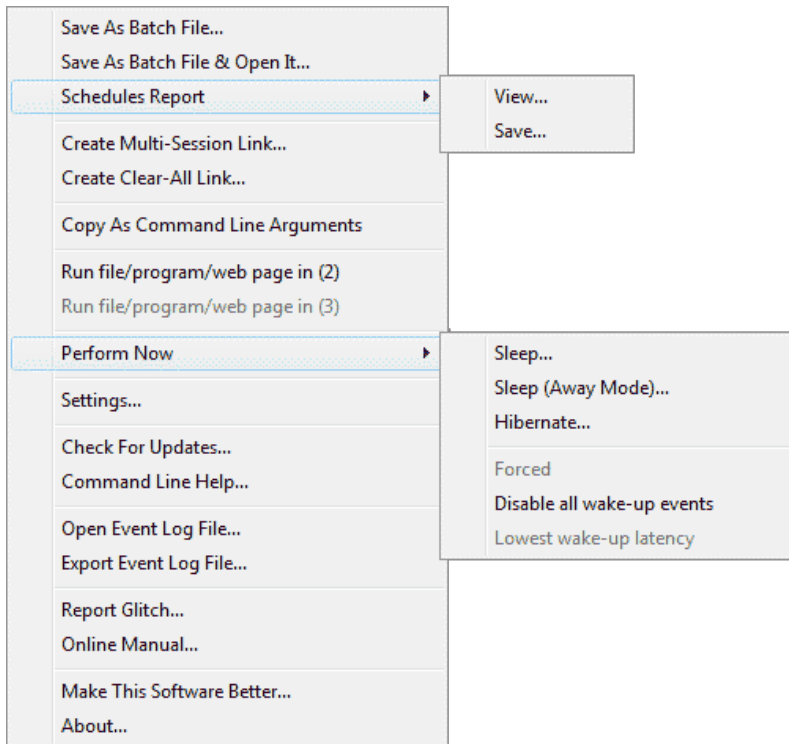 Save As Batch File...
Save As Batch File & Open It...
Schedules Report
View...
Save...
Create Multi-Session Link...
Create Clear-All Link...
Copy As Command Line Arguments
Run file/program/web page in (2)
Run file/program/web page in (3)
Perform Now
Sleep...
Sleep (Away Mode)...
Hibernate...
Forced
Disable all wake-up events
Lowest wake-up latency
Settings...
Check For Updates...
Command Line Help...
Open Event Log File...
Export Event Log File...
Report Glitch...
Online Manual...
Make This Software Better...
About...